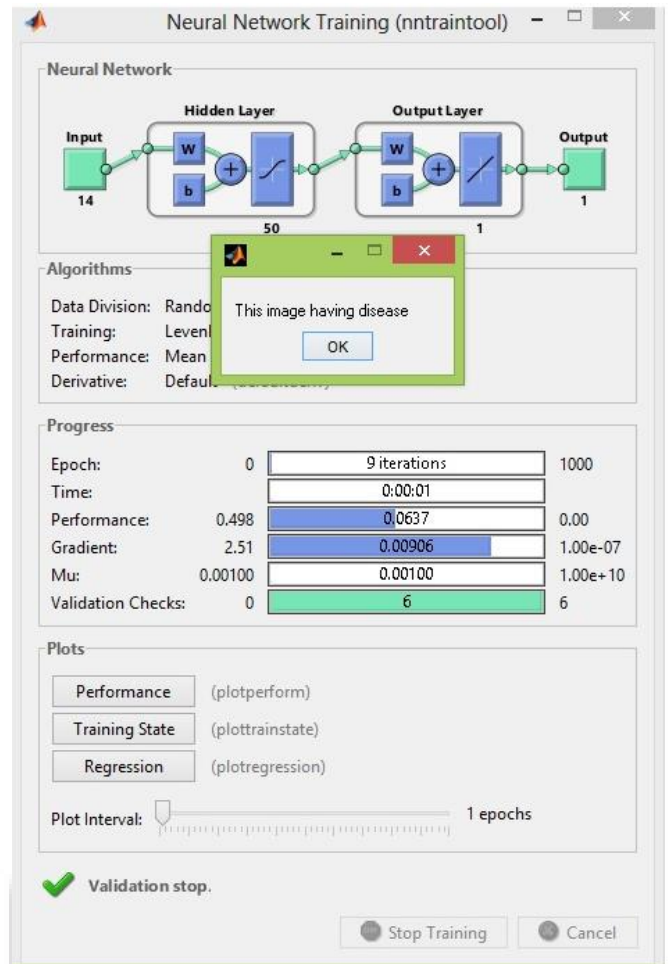 Neural Network Training (nntraintool)
Neural Network
Hidden Layer
Output Layer
Input
W
b
+
W
b
+
Output
14
50
1
1
Algorithms
Data Division:
Training:
Performance: Mean
Derivative:
This image having disease
OK
Progress
Epoch: 0 9 iterations 1000
Time: 0:00:01
Performance: 0.498 0.0637 0.00
Gradient: 2.51 0.00906 1.00e-07
Mu: 0.00100 0.00100 1.00e+10
Validation Checks: 0 6 6
Plots
Performance (plotperform)
Training State (plottrainstate)
Regression (plotregression)
Plot Interval: 1 epochs
Validation stop.
Stop Training Cancel